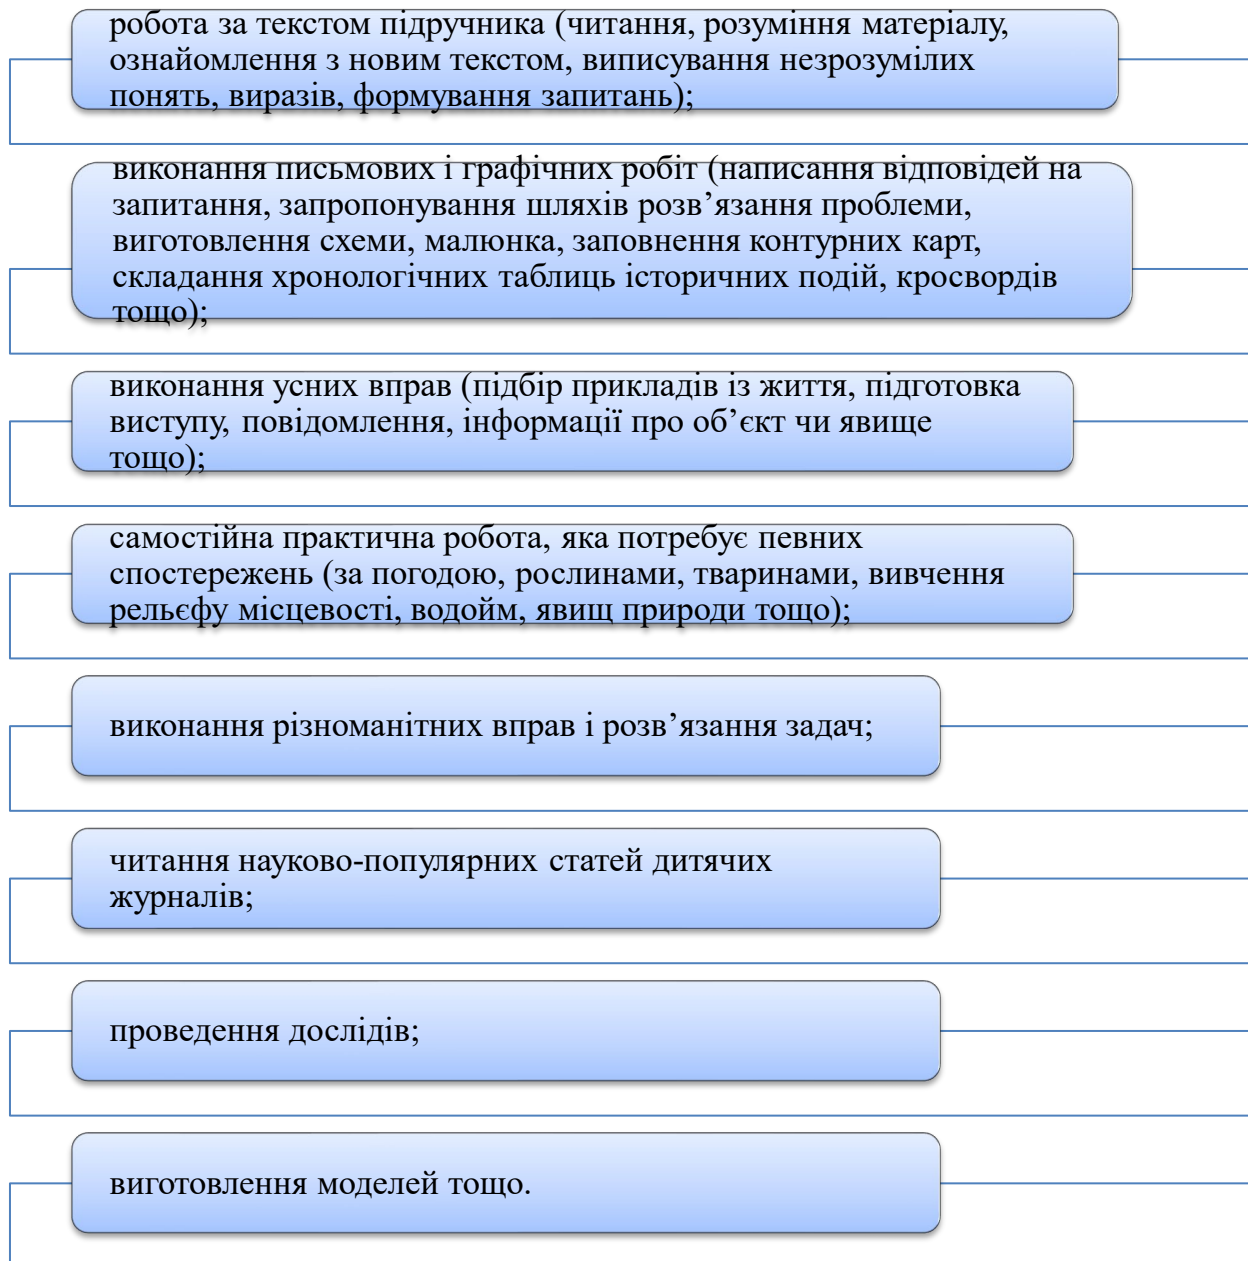 робота за текстом підручника (читання, розуміння матеріалу,
ознайомлення з новим текстом, виписування незрозумілих
понять, виразів, формування запитань);
виконання письмових і графічних робіт (написання відповідей на
запитання, запропонування шляхів розв’язання проблеми,
виготовлення схеми, малюнка, заповнення контурних карт,
складання хронологічних таблиць історичних подій, кросвордів
тощо);
виконання усних вправ (підбір прикладів із життя, підготовка
виступу, повідомлення, інформації про об’єкт чи явище
тощо);
самостійна практична робота, яка потребує певних
спостережень (за погодою, рослинами, тваринами, вивчення
рельєфу місцевості, водойм, явищ природи тощо);
виконання різноманітних вправ і розв’язання задач;
читання науково-популярних статей дитячих
журналів;
проведення дослідів;
виготовлення моделей тощо.